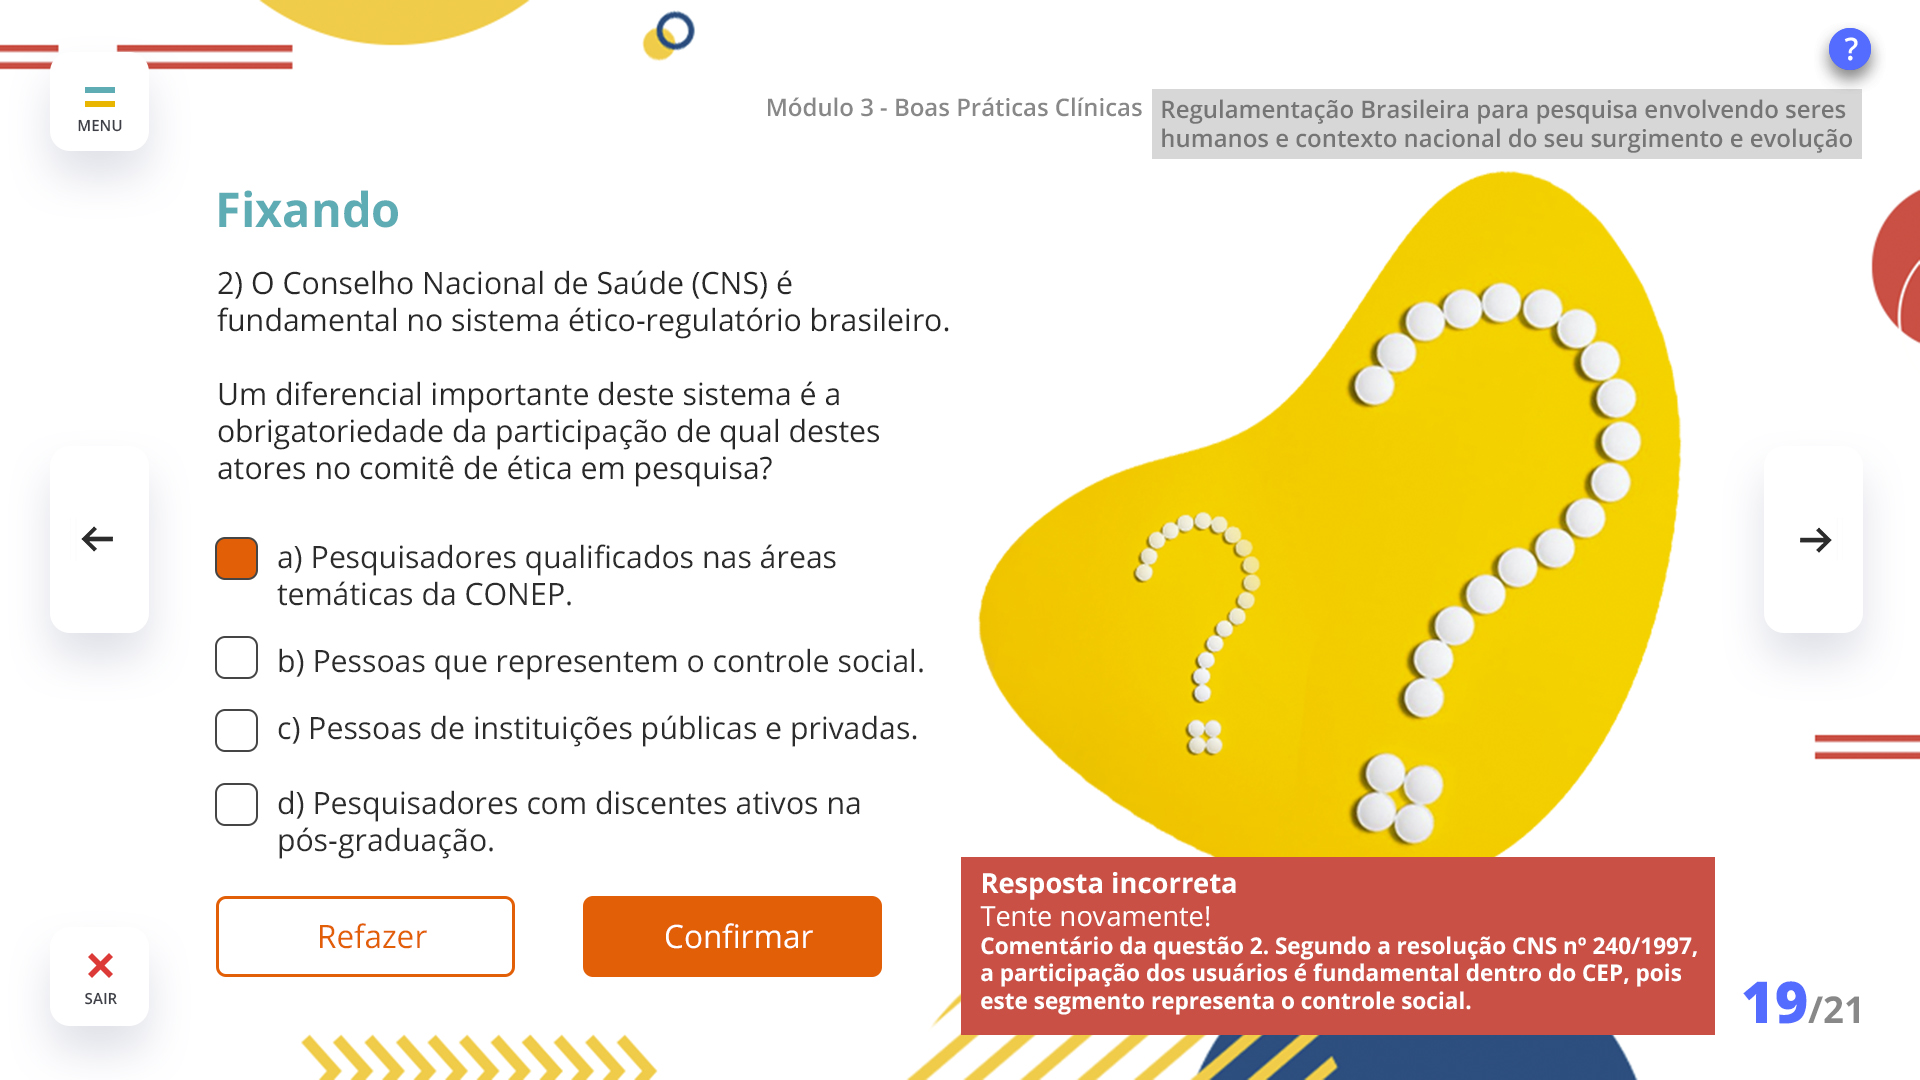 ?
MENU
Módulo 3 - Boas Práticas Clínicas
Regulamentação Brasileira para pesquisa envolvendo seres
humanos e contexto nacional do seu surgimento e evolução
Fixando
2) O Conselho Nacional de Saúde (CNS) é
fundamental no sistema ético-regulatório brasileiro.
Um diferencial importante deste sistema é a
obrigatoriedade da participação de qual destes
atores no comitê de ética em pesquisa?
a) Pesquisadores qualificados nas áreas
temáticas da CONEP.
b) Pessoas que representem o controle social.
c) Pessoas de instituições públicas e privadas.
d) Pesquisadores com discentes ativos na
pós-graduação.
Refazer
Confirmar
Resposta incorreta
Tente novamente!
Comentário da questão 2. Segundo a resolução CNS nº 240/1997,
a participação dos usuários é fundamental dentro do CEP, pois
este segmento representa o controle social.
SAIR
19/21